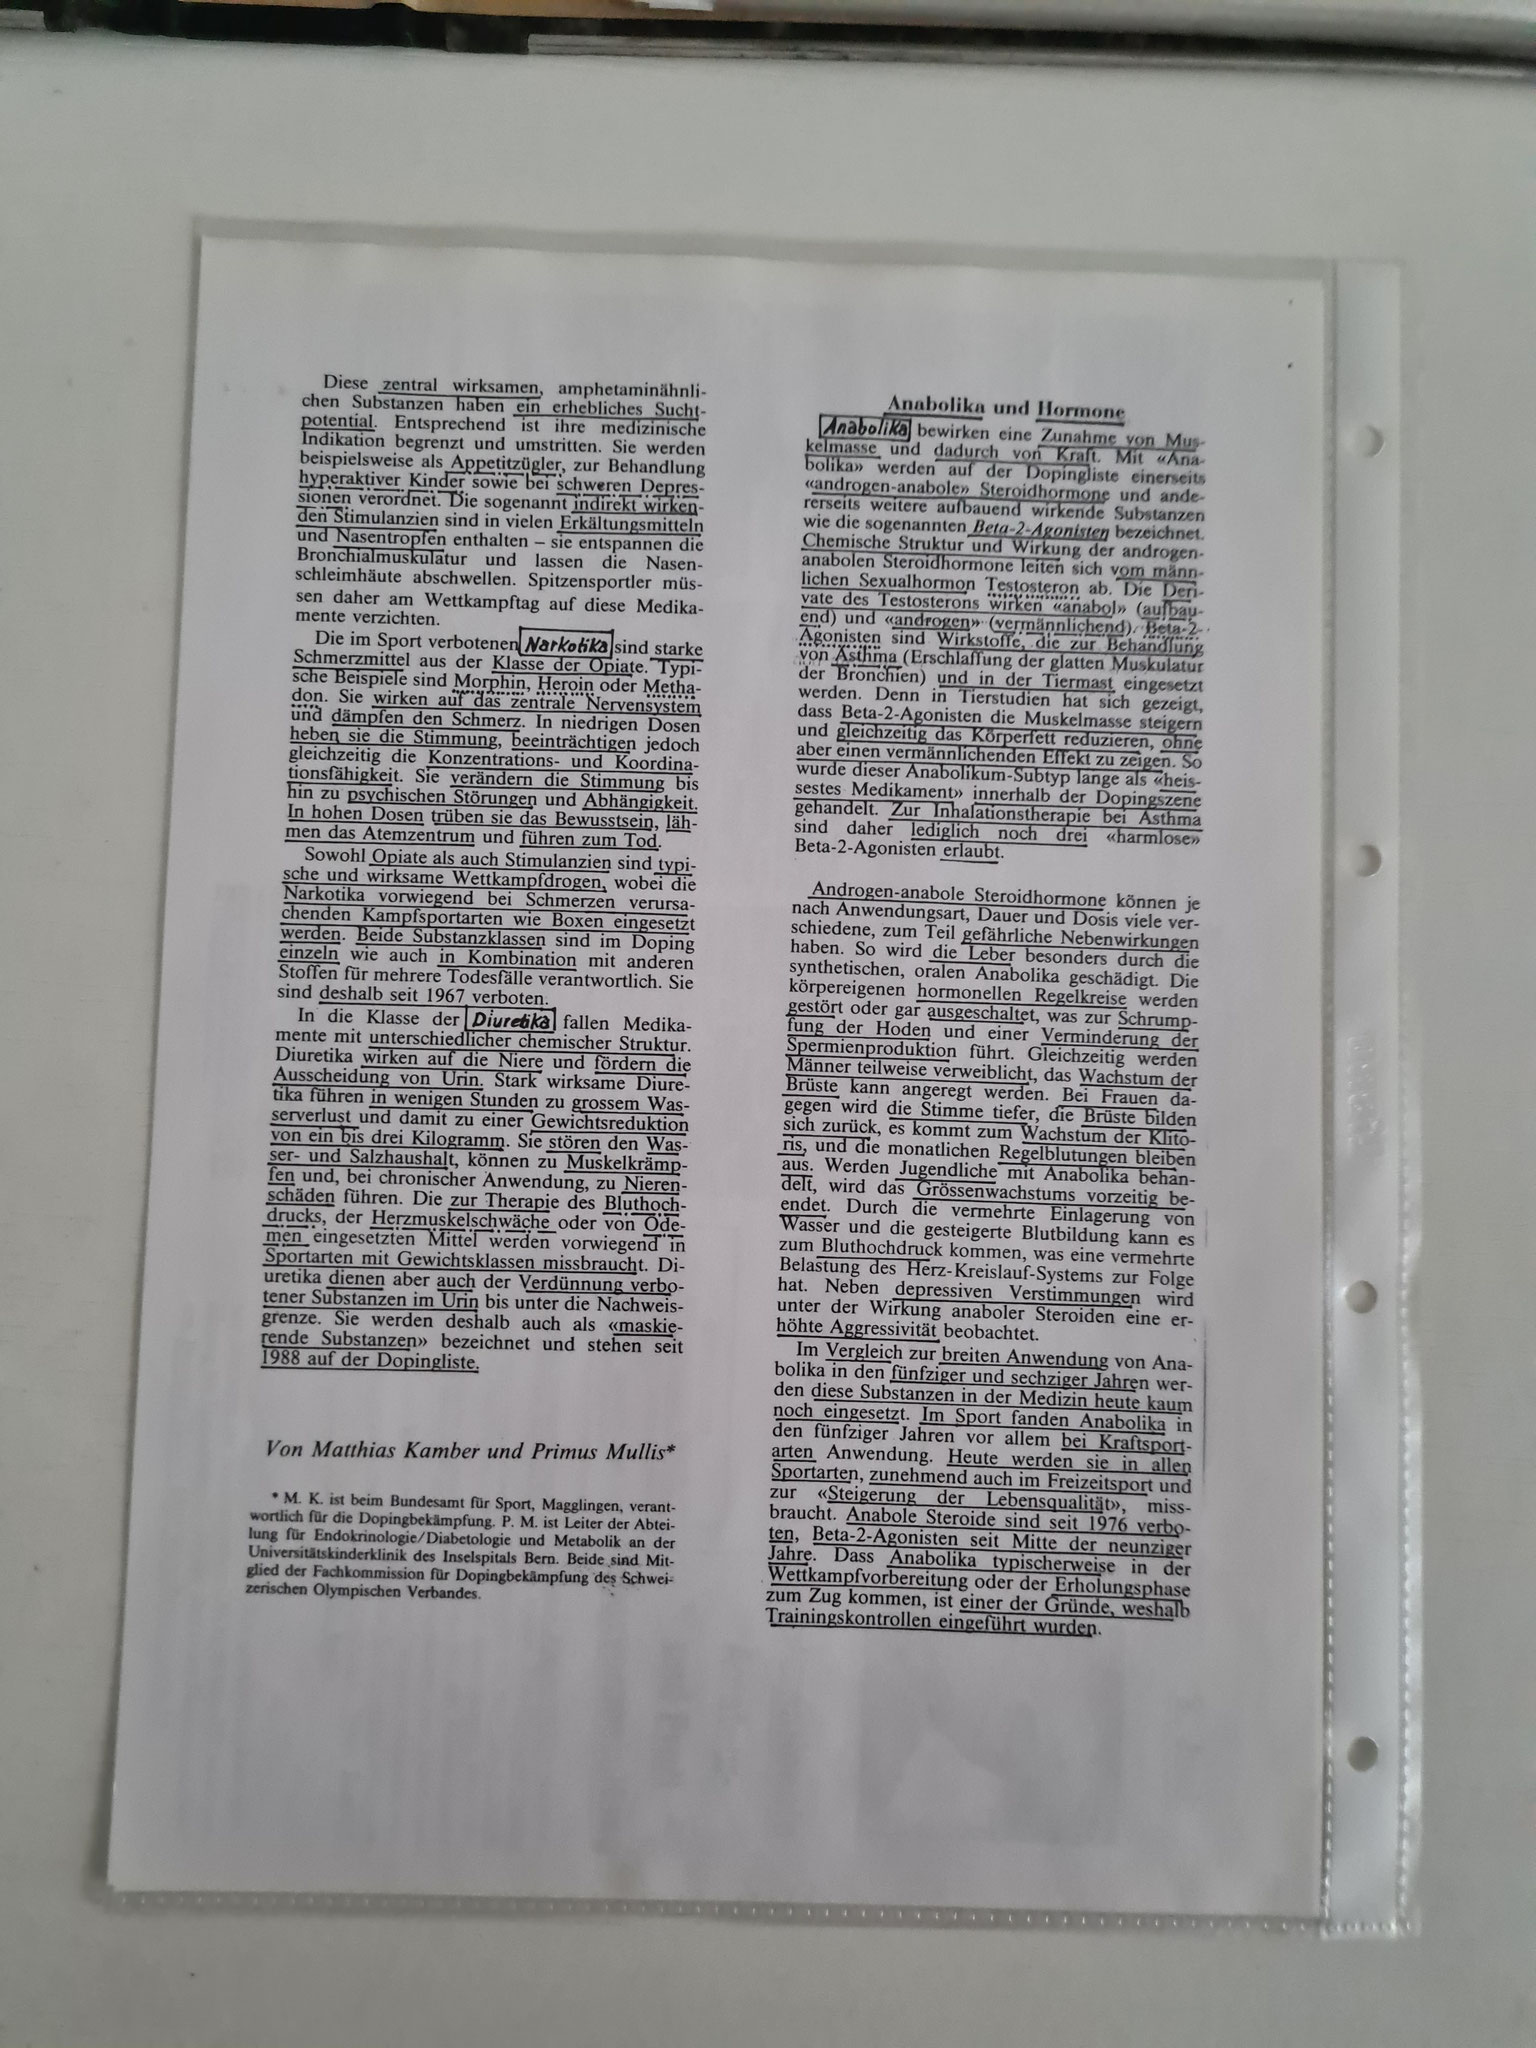 Diese zentral wirksamen, amphetaminähnli-
chen Substanzen haben ein erhebliches Sucht-
potential. Entsprechend ist ihre medizinische
Indikation begrenzt und umstritten. Sie werden
beispielsweise als Appetitzügler, zur Behandlung
hyperaktiver Kinder sowie bei schweren Depres-
sionen verordnet. Die sogenannt indirekt wirken-
den Stimulanzien sind in vielen Erkältungsmitteln
und Nasentropfen enthalten – sie entspannen die
Bronchialmuskulatur und lassen die Nasen-
schleimhäute abschwellen. Spitzensportler müs-
sen daher am Wettkampftag auf diese Medika-
mente verzichten.
Die im Sport verbotenen Narkotika sind starke
Schmerzmittel aus der Klasse der Opiate. Typi-
sche Beispiele sind Morphin, Heroin oder Metha-
don. Sie wirken auf das zentrale Nervensystem
und dämpfen den Schmerz. In niedrigen Dosen
heben sie die Stimmung, beeinträchtigen jedoch
gleichzeitig die Konzentrations- und Koordina-
tionsfähigkeit. Sie verändern die Stimmung bis
hin zu psychischen Störungen und Abhängigkeit.
In hohen Dosen trüben sie das Bewusstsein, läh-
men das Atemzentrum und führen zum Tod.
Sowohl Opiate als auch Stimulanzien sind typi-
sche und wirksame Wettkampfdrogen, wobei die
Narkotika vorwiegend bei Schmerzen verursa-
chenden Kampfsportarten wie Boxen eingesetzt
werden. Beide Substanzklassen sind im Doping
einzeln wie auch in Kombination mit anderen
Stoffen für mehrere Todesfälle verantwortlich. Sie
sind deshalb seit 1967 verboten.
In die Klasse der Diuretika fallen Medika-
mente mit unterschiedlicher chemischer Struktur.
Diuretika wirken auf die Niere und fördern die
Ausscheidung von Urin. Stark wirksame Diure-
tika führen in wenigen Stunden zu grossem Was-
serverlust und damit zu einer Gewichtsreduktion
von ein bis drei Kilogramm. Sie stören den Was-
ser- und Salzhaushalt, können zu Muskelkrämp-
fen und, bei chronischer Anwendung, zu Nieren-
schäden führen. Die zur Therapie des Bluthoch-
drucks, der Herzmuskelschwäche oder von Öde-
men eingesetzten Mittel werden vorwiegend in
Sportarten mit Gewichtsklassen missbraucht. Di-
uretika dienen aber auch der Verdünnung verbo-
tener Substanzen im Urin bis unter die Nachweis-
grenze. Sie werden deshalb auch als «maskie-
rende Substanzen» bezeichnet und stehen seit
1988 auf der Dopingliste.
Von Matthias Kamber und Primus Mullis*
* M. K. ist beim Bundesamt für Sport, Magglingen, verant-
wortlich für die Dopingbekämpfung. P. M. ist Leiter der Abtei-
lung für Endokrinologie/Diabetologie und Metabolik an der
Universitätskinderklinik des Inselspitals Bern. Beide sind Mit-
glied der Fachkommission für Dopingbekämpfung des Schwei-
zerischen Olympischen Verbandes.
Anabolika und Hormone
Anabolika bewirken eine Zunahme von Mus-
kelmasse und dadurch von Kraft. Mit «Ana-
bolika» werden auf der Dopingliste einerseits
«androgen-anabole» Steroidhormone und ande-
rerseits weitere aufbauend wirkende Substanzen
wie die sogenannten Beta-2-Agonisten bezeichnet.
Chemische Struktur und Wirkung der androgen-
anabolen Steroidhormone leiten sich vom männ-
lichen Sexualhormon Testosteron ab. Die Deri-
vate des Testosterons wirken «anabol» (aufbau-
end) und «androgen» (vermännlichend). Beta-2-
Agonisten sind Wirkstoffe, die zur Behandlung
von Asthma (Erschlaffung der glatten Muskulatur
der Bronchien) und in der Tiermast eingesetzt
werden. Denn in Tierstudien hat sich gezeigt,
dass Beta-2-Agonisten die Muskelmasse steigern
und gleichzeitig das Körperfett reduzieren, ohne
aber einen vermännlichenden Effekt zu zeigen. So
wurde dieser Anabolikum-Subtyp lange als «heis-
sestes Medikament» innerhalb der Dopingszene
gehandelt. Zur Inhalationstherapie bei Asthma
sind daher lediglich noch drei «harmlose»
Beta-2-Agonisten erlaubt.
Androgen-anabole Steroidhormone können je
nach Anwendungsart, Dauer und Dosis viele ver-
schiedene, zum Teil gefährliche Nebenwirkungen
haben. So wird die Leber besonders durch die
synthetischen, oralen Anabolika geschädigt. Die
körpereigenen hormonellen Regelkreise werden
gestört oder gar ausgeschaltet, was zur Schrump-
fung der Hoden und einer Verminderung der
Spermienproduktion führt. Gleichzeitig werden
Männer teilweise verweiblicht, das Wachstum der
Brüste kann angeregt werden. Bei Frauen da-
gegen wird die Stimme tiefer, die Brüste bilden
sich zurück, es kommt zum Wachstum der Klito-
ris, und die monatlichen Regelblutungen bleiben
aus. Werden Jugendliche mit Anabolika behan-
delt, wird das Grössenwachstums vorzeitig be-
endet. Durch die vermehrte Einlagerung von
Wasser und die gesteigerte Blutbildung kann es
zum Bluthochdruck kommen, was eine vermehrte
Belastung des Herz-Kreislauf-Systems zur Folge
hat. Neben depressiven Verstimmungen wird
unter der Wirkung anaboler Steroiden eine er-
höhte Aggressivität beobachtet.
Im Vergleich zur breiten Anwendung von Ana-
bolika in den fünfziger und sechziger Jahren wer-
den diese Substanzen in der Medizin heute kaum
noch eingesetzt. Im Sport fanden Anabolika in
den fünfziger Jahren vor allem bei Kraftsport-
arten Anwendung. Heute werden sie in allen
Sportarten, zunehmend auch im Freizeitsport und
zur «Steigerung der Lebensqualität», miss-
braucht. Anabole Steroide sind seit 1976 verbo-
ten, Beta-2-Agonisten seit Mitte der neunziger
Jahre. Dass Anabolika typischerweise in der
Wettkampfvorbereitung oder der Erholungsphase
zum Zug kommen, ist einer der Gründe, weshalb
Trainingskontrollen eingeführt wurden.